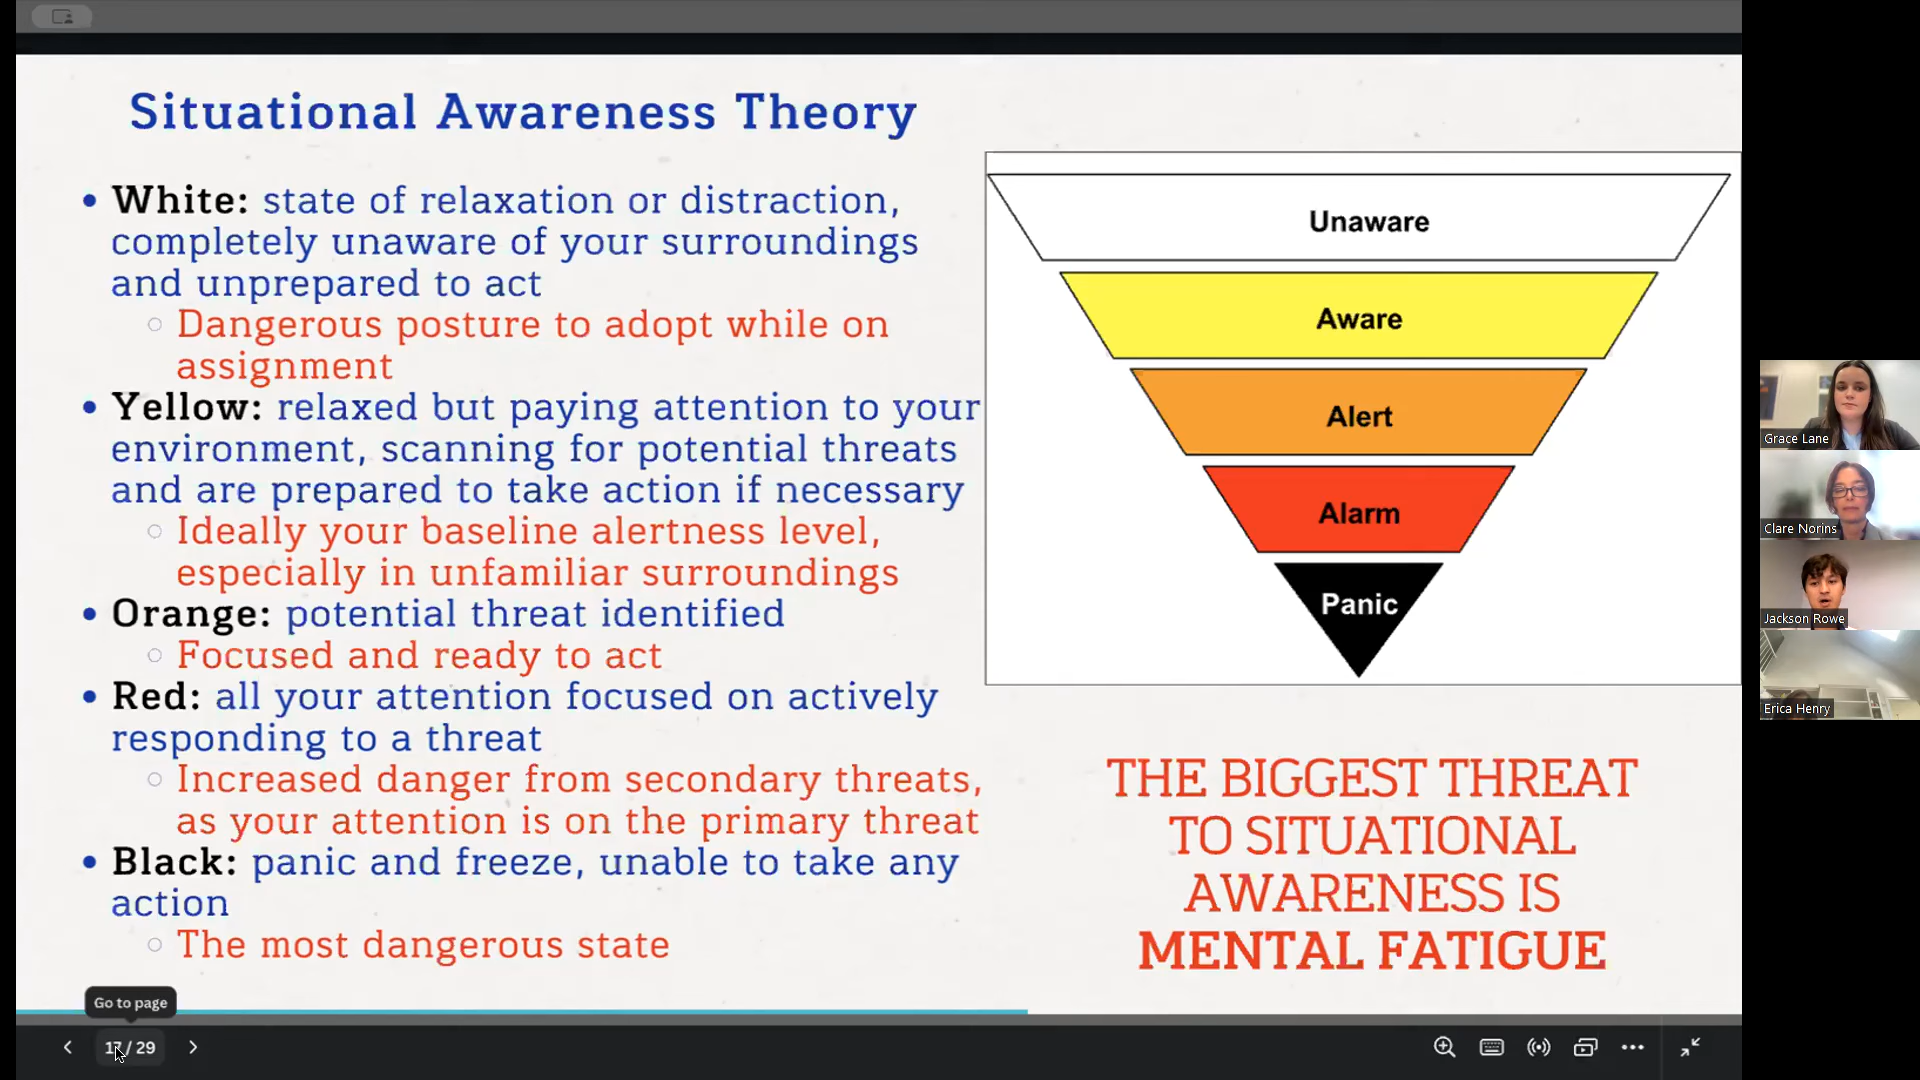 Situational Awareness Theory
• White: state of relaxation or distraction,
completely unaware of your surroundings
and unprepared to act
○ Dangerous posture to adopt while on
assignment
• Yellow: relaxed but paying attention to your
environment, scanning for potential threats
and are prepared to take action if necessary
○ Ideally your baseline alertness level,
especially in unfamiliar surroundings
• Orange: potential threat identified
○ Focused and ready to act
• Red: all your attention focused on actively
responding to a threat
○ Increased danger from secondary threats,
as your attention is on the primary threat
• Black: panic and freeze, unable to take any
action
○ The most dangerous state
Unaware
Aware
Alert
Alarm
Panic
THE BIGGEST THREAT
TO SITUATIONAL
AWARENESS IS
MENTAL FATIGUE
Grace Lane
Clare Norins
Jackson Rowe
Erica Henry
Go to page
17 / 29